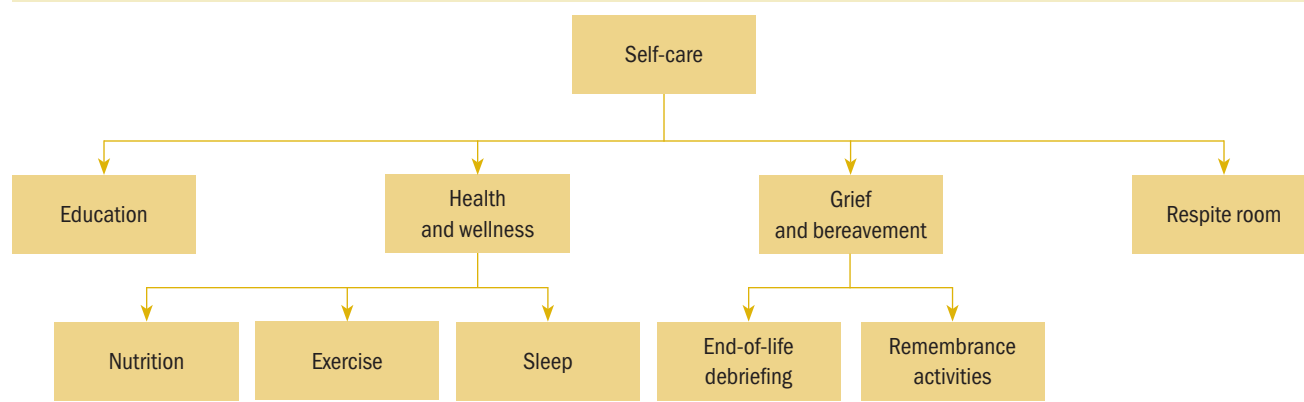 Self-care
Education
Health
and wellness
Grief
and bereavement
Respite room
Nutrition
Exercise
Sleep
End-of-life
debriefing
Remembrance
activities